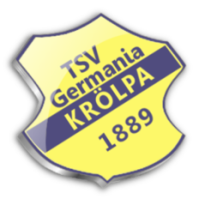 TSV
Germania
KRÖLPA
1889